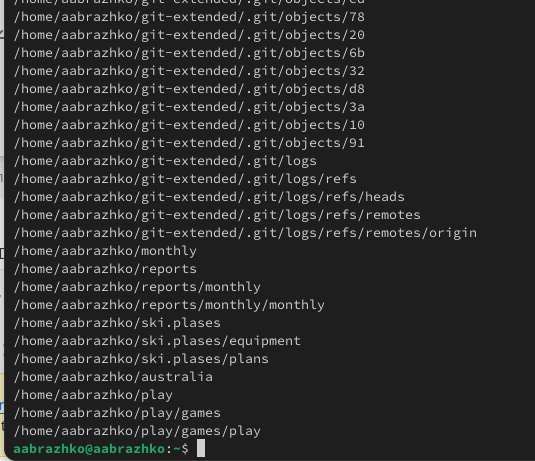 /home/aabrazhko/git-extended/.git/objects/cd
/home/aabrazhko/git-extended/.git/objects/78
/home/aabrazhko/git-extended/.git/objects/20
/home/aabrazhko/git-extended/.git/objects/6b
/home/aabrazhko/git-extended/.git/objects/32
/home/aabrazhko/git-extended/.git/objects/d8
/home/aabrazhko/git-extended/.git/objects/3a
/home/aabrazhko/git-extended/.git/objects/10
/home/aabrazhko/git-extended/.git/objects/91
/home/aabrazhko/git-extended/.git/logs
/home/aabrazhko/git-extended/.git/logs/refs
/home/aabrazhko/git-extended/.git/logs/refs/heads
/home/aabrazhko/git-extended/.git/logs/refs/remotes
/home/aabrazhko/git-extended/.git/logs/refs/remotes/origin
/home/aabrazhko/monthly
/home/aabrazhko/reports
/home/aabrazhko/reports/monthly
/home/aabrazhko/reports/monthly/monthly
/home/aabrazhko/ski.plases
/home/aabrazhko/ski.plases/equipment
/home/aabrazhko/ski.plases/plans
/home/aabrazhko/australia
/home/aabrazhko/play
/home/aabrazhko/play/games
/home/aabrazhko/play/games/play
aabrazhko@aabrazhko:~$